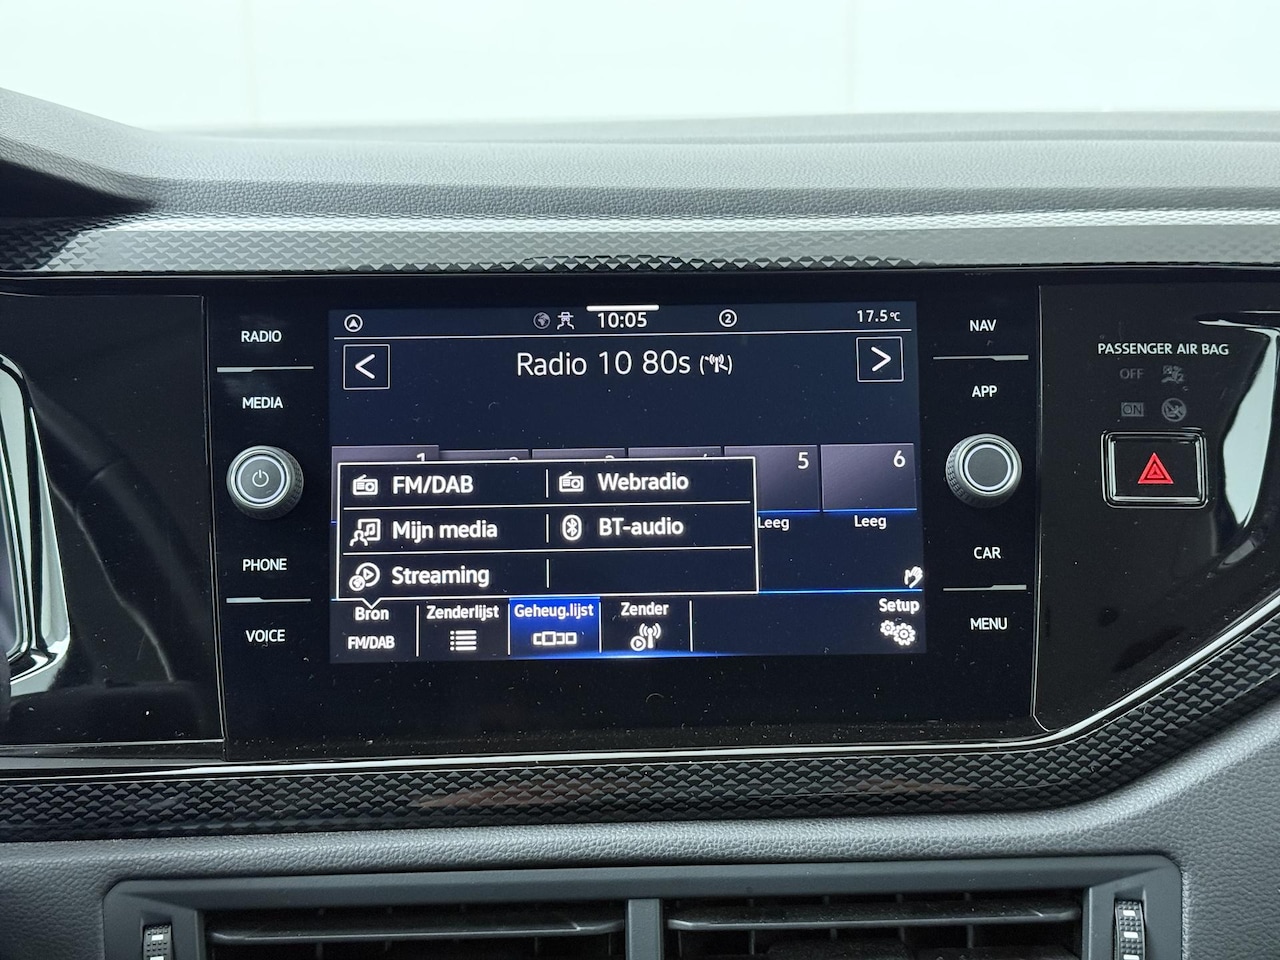 RADIO
MEDIA
PHONE
VOICE
10:05
2
17.5°C
<
Radio 10 80s
>
1
5
6
FM/DAB
Webradio
Mijn media
BT-audio
Streaming
Leeg
Leeg
Bron
FM/DAB
Zenderlijst
Geheug.lijst
Zender
Setup
NAV
APP
CAR
MENU
PASSENGER AIR BAG
OFF
ON